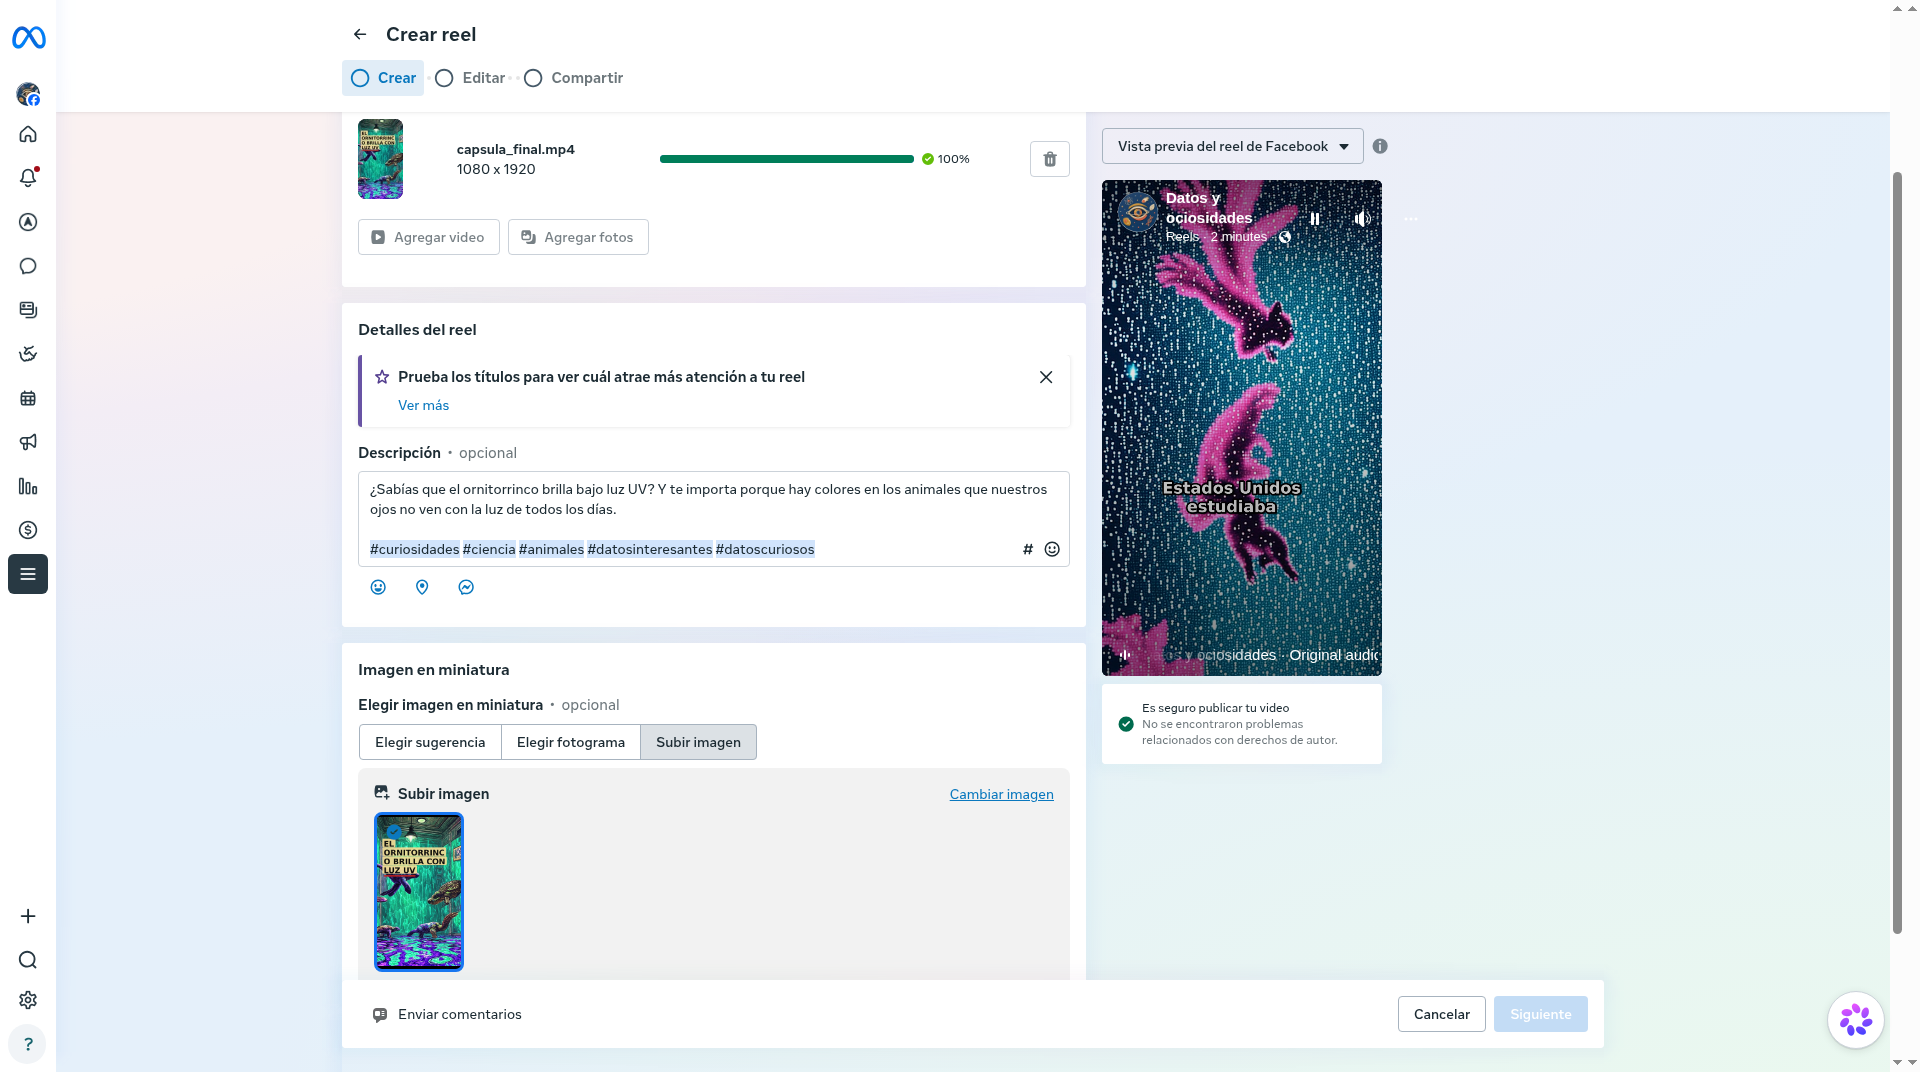 Crear reel
Crear
Editar
Compartir
capsula_final.mp4
1080 x 1920
100%
Agregar video
Agregar fotos
Detalles del reel
Prueba los títulos para ver cuál atrae más atención a tu reel
Ver más
Descripción · opcional
¿Sabías que el ornitorrinco brilla bajo luz UV? Y te importa porque hay colores en los animales que nuestros
ojos no ven con la luz de todos los días.
#curiosidades #ciencia #animales #datosinteresantes #datoscuriosos
#
Imagen en miniatura
Elegir imagen en miniatura · opcional
Elegir sugerencia
Elegir fotograma
Subir imagen
Subir imagen
Cambiar imagen
EL
ORNITORRINC
O BRILLA CON
LUZ UV
Enviar comentarios
Cancelar
Siguiente
Vista previa del reel de Facebook
Datos y
ociosidades
Reels · 2 minutes ·
Estados Unidos
estudiaba
y ociosidades · Original audio
Es seguro publicar tu video
No se encontraron problemas
relacionados con derechos de autor.
EL
ORNITORRINC
O BRILLA CON
LUZ UV
?